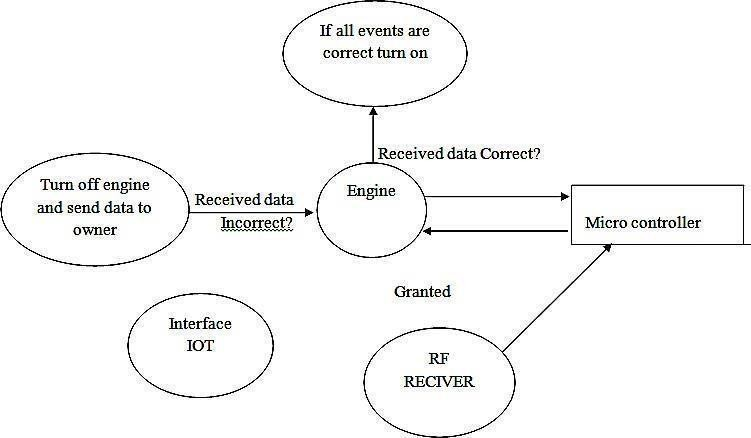 If all events are
correct turn on
Received data Correct?
Turn off engine
and send data to
owner
Received data
Incorrect?
Engine
Micro controller
Granted
Interface
IOT
RF
RECIVER